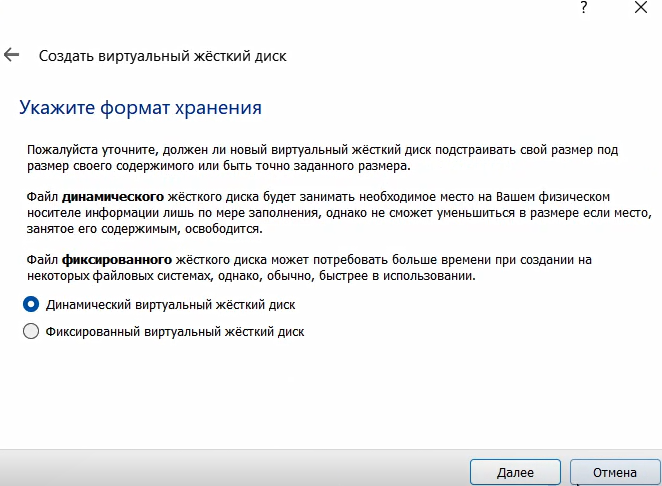 ?
Создать виртуальный жёсткий диск
Укажите формат хранения
Пожалуйста уточните, должен ли новый виртуальный жёсткий диск подстраивать свой размер под
размер своего содержимого или быть точно заданного размера.
Файл динамического жёсткого диска будет занимать необходимое место на Вашем физическом
носителе информации лишь по мере заполнения, однако не сможет уменьшиться в размере если место,
занятое его содержимым, освободится.
Файл фиксированного жёсткого диска может потребовать больше времени при создании на
некоторых файловых системах, однако, обычно, быстрее в использовании.
Динамический виртуальный жёсткий диск
Фиксированный виртуальный жёсткий диск
Далее
Отмена